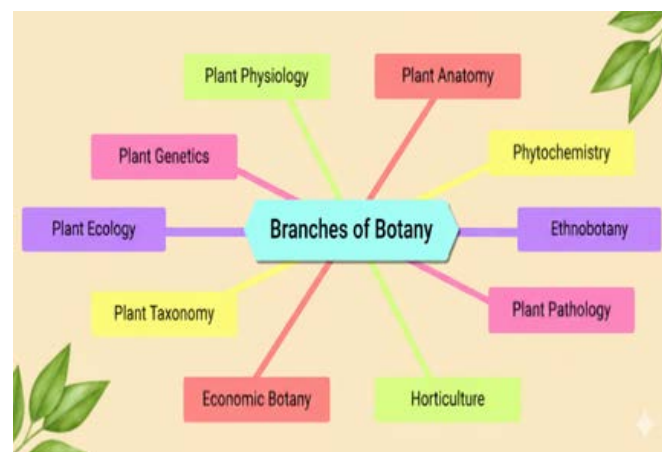 Plant Physiology
Plant Anatomy
Plant Genetics
Phytochemistry
Plant Ecology
Branches of Botany
Ethnobotany
Plant Taxonomy
Plant Pathology
Economic Botany
Horticulture